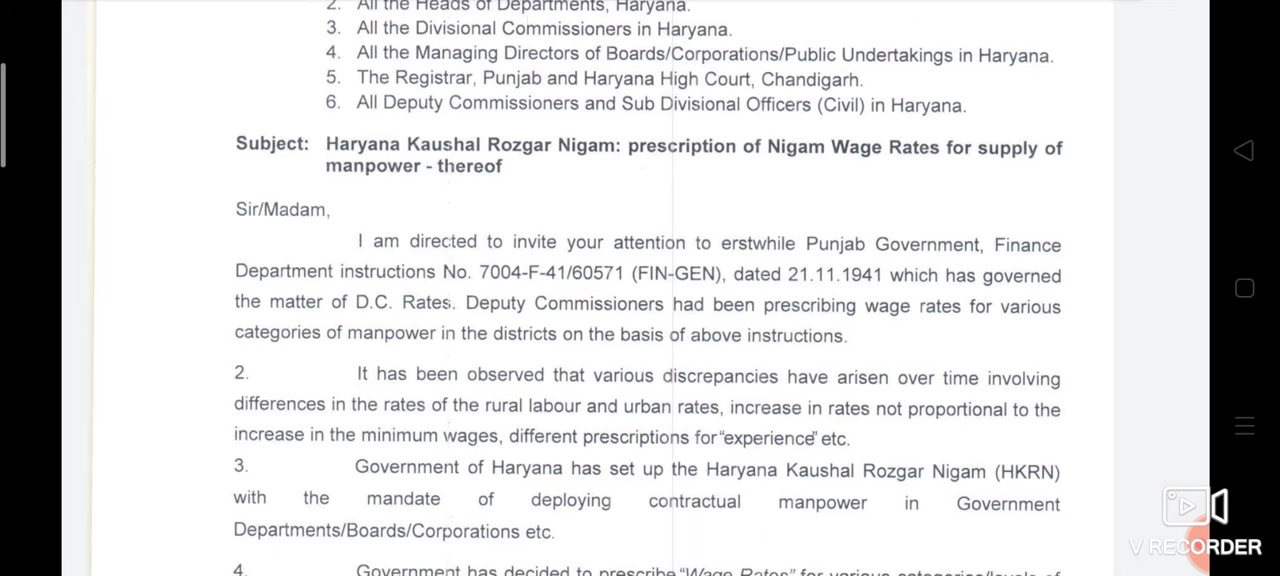 2. All the Heads of Departments, Haryana.
3. All the Divisional Commissioners in Haryana.
4. All the Managing Directors of Boards/Corporations/Public Undertakings in Haryana.
5. The Registrar, Punjab and Haryana High Court, Chandigarh.
6. All Deputy Commissioners and Sub Divisional Officers (Civil) in Haryana.
Subject: Haryana Kaushal Rozgar Nigam: prescription of Nigam Wage Rates for supply of
manpower - thereof
Sir/Madam,
I am directed to invite your attention to erstwhile Punjab Government, Finance
Department instructions No. 7004-F-41/60571 (FIN-GEN), dated 21.11.1941 which has governed
the matter of D.C. Rates. Deputy Commissioners had been prescribing wage rates for various
categories of manpower in the districts on the basis of above instructions.
2. It has been observed that various discrepancies have arisen over time involving
differences in the rates of the rural labour and urban rates, increase in rates not proportional to the
increase in the minimum wages, different prescriptions for "experience" etc.
3. Government of Haryana has set up the Haryana Kaushal Rozgar Nigam (HKRN)
with the mandate of deploying contractual manpower in Government
Departments/Boards/Corporations etc.
4. Government has decided to prescribe "Wage Rates" for various categories/levels of
V RECORDER